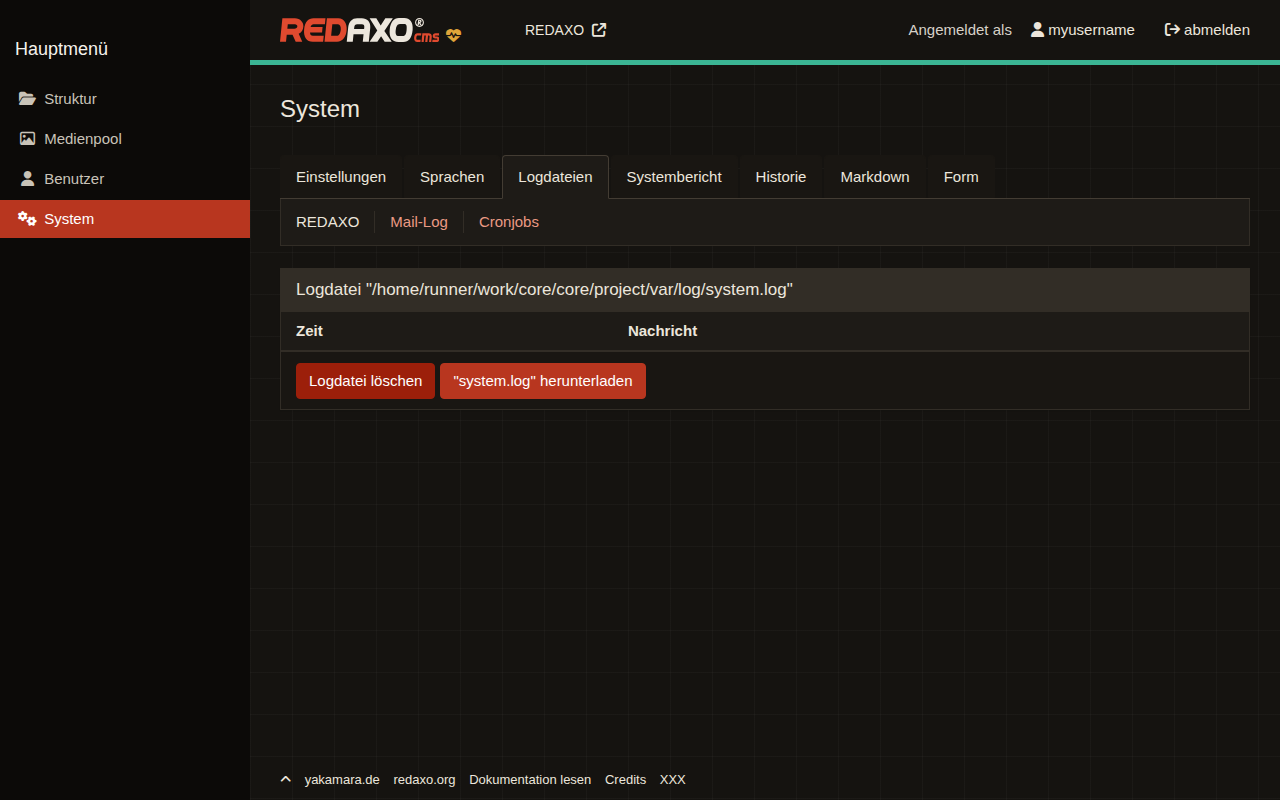 Hauptmenü
Struktur
Medienpool
Benutzer
System
REDAXO® cms
REDAXO
Angemeldet als myusername abmelden
System
Einstellungen Sprachen Logdateien Systembericht Historie Markdown Form
REDAXO Mail-Log Cronjobs
Logdatei "/home/runner/work/core/core/project/var/log/system.log"
Zeit Nachricht
Logdatei löschen "system.log" herunterladen
yakamara.de redaxo.org Dokumentation lesen Credits XXX